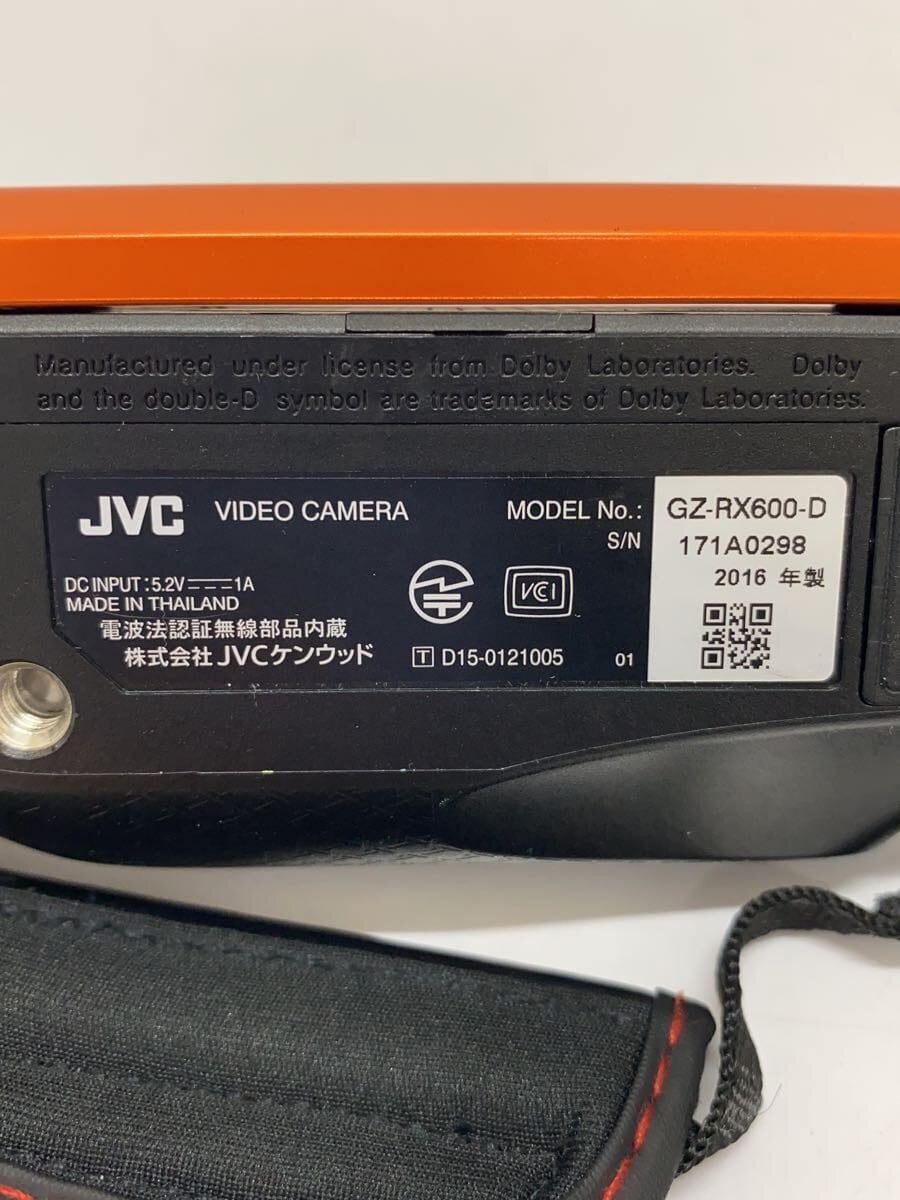 Manufactured under license from Dolby Laboratories. Dolby
and the double-D symbol are trademarks of Dolby Laboratories.
JVC VIDEO CAMERA MODEL No.: GZ-RX600-D
S/N 171A0298
2016 年製
DC INPUT : 5.2V ⎓ 1A
MADE IN THAILAND
電波法認証無線部品内蔵
株式会社 JVCケンウッド
VCI
T D15-0121005 01